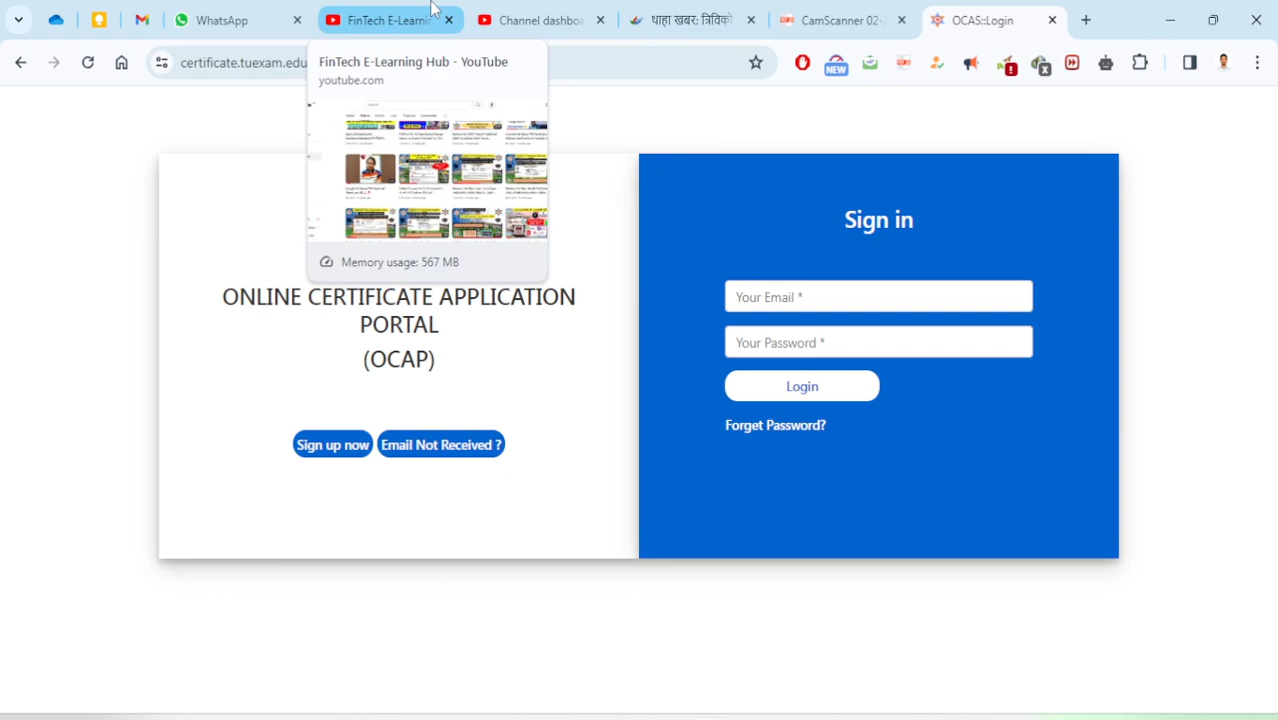 WhatsApp
FinTech E-Learni
Channel dashboa
थाहा खबर: त्रिविको
CamScanner 02-
OCAS::Login
certificate.tuexam.edu
NEW
FinTech E-Learning Hub - YouTube
youtube.com
Memory usage: 567 MB
ONLINE CERTIFICATE APPLICATION
PORTAL
(OCAP)
Sign up now
Email Not Received ?
Sign in
Your Email *
Your Password *
Login
Forget Password?